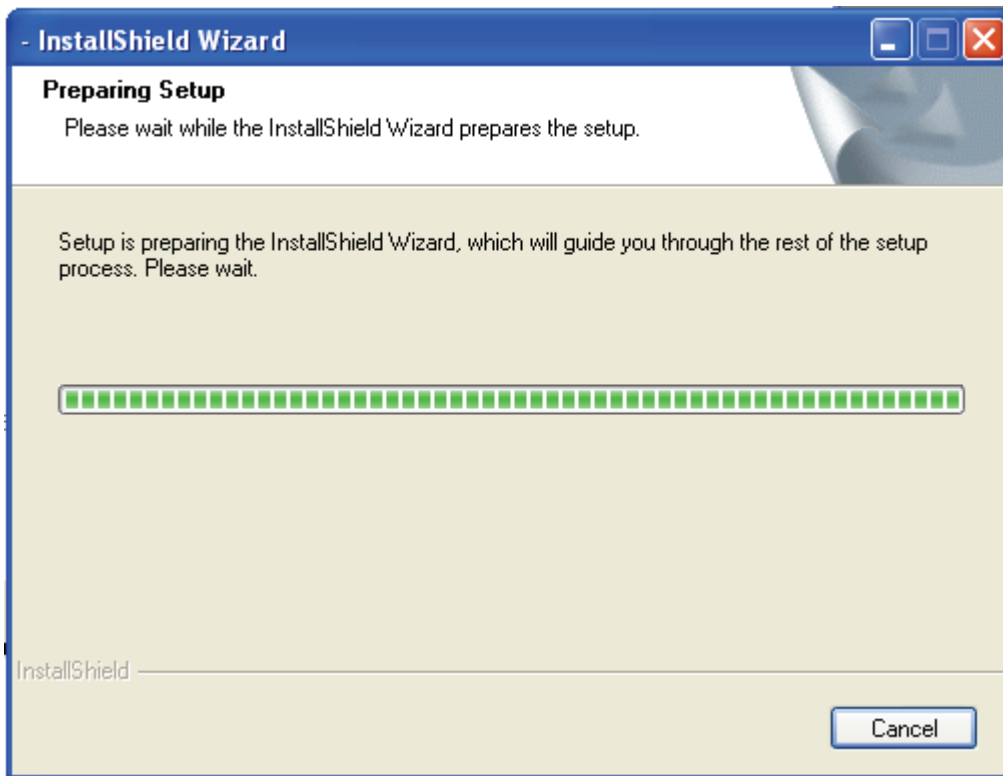 - InstallShield Wizard
Preparing Setup
Please wait while the InstallShield Wizard prepares the setup.
Setup is preparing the InstallShield Wizard, which will guide you through the rest of the setup
process. Please wait.
InstallShield
Cancel